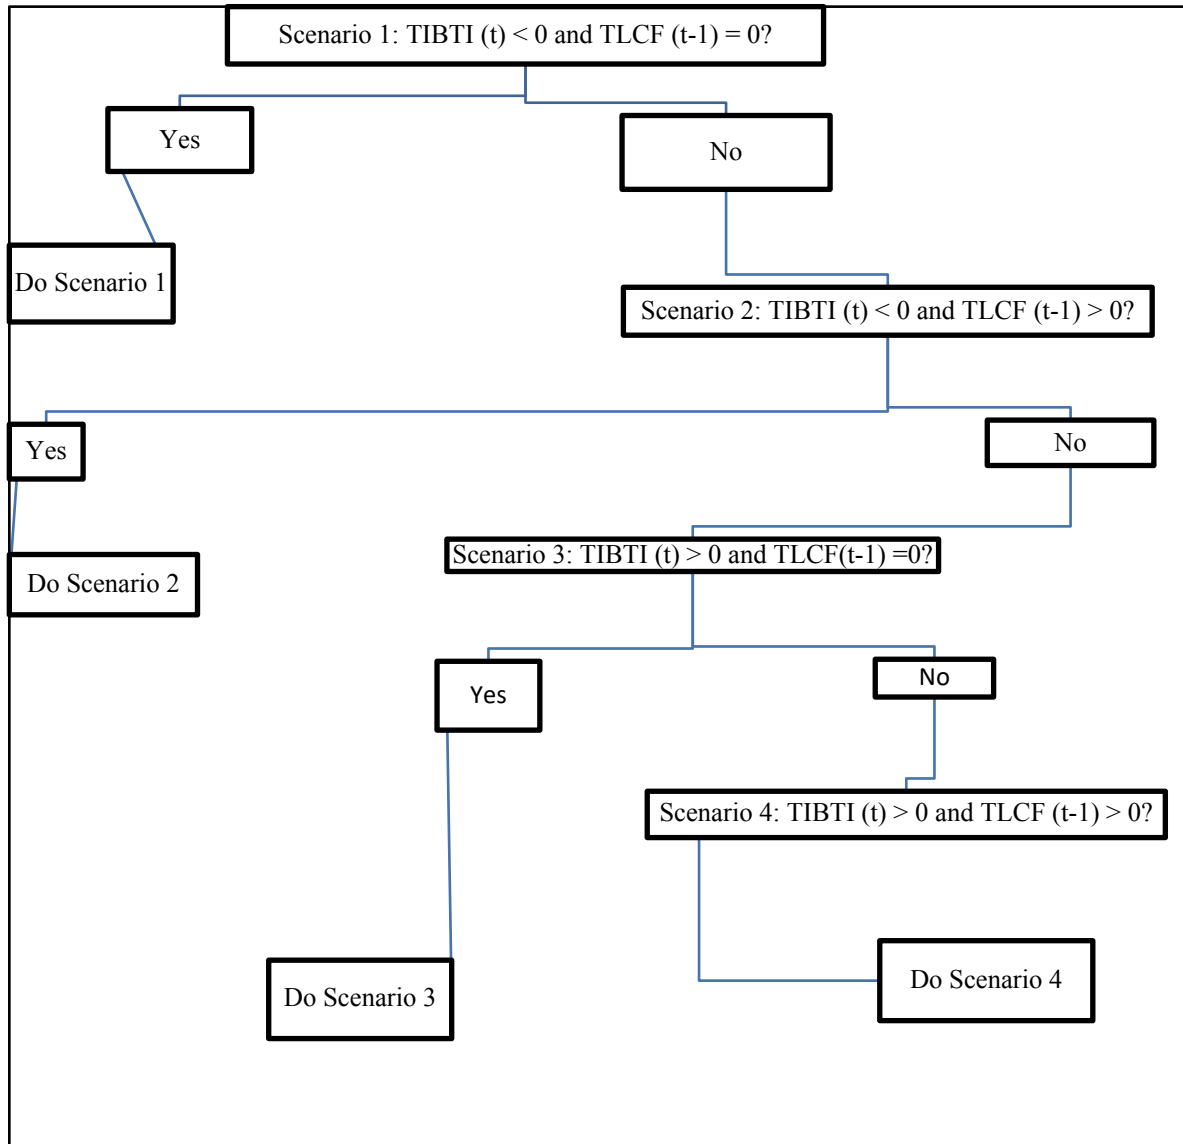 Scenario 1: TIBTI (t) < 0 and TLCF (t-1) = 0?
Yes
No
Do Scenario 1
Scenario 2: TIBTI (t) < 0 and TLCF (t-1) > 0?
Yes
No
Scenario 3: TIBTI (t) > 0 and TLCF(t-1) =0?
Do Scenario 2
Yes
No
Scenario 4: TIBTI (t) > 0 and TLCF (t-1) > 0?
Do Scenario 3
Do Scenario 4